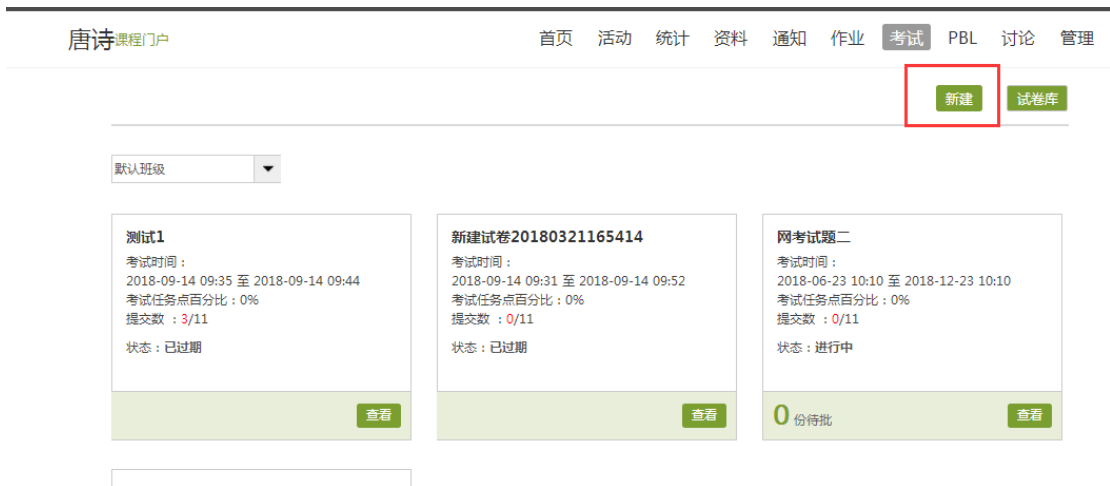 唐诗课程门户 首页 活动 统计 资料 通知 作业 考试 PBL 讨论 管理
新建 试卷库
默认班级
测试1
考试时间：
2018-09-14 09:35 至 2018-09-14 09:44
考试任务点百分比：0%
提交数 ：3/11
状态：已过期
查看
新建试卷20180321165414
考试时间：
2018-09-14 09:31 至 2018-09-14 09:52
考试任务点百分比：0%
提交数 ：0/11
状态：已过期
查看
网考试题二
考试时间：
2018-06-23 10:10 至 2018-12-23 10:10
考试任务点百分比：0%
提交数 ：0/11
状态：进行中
0 份待批 查看